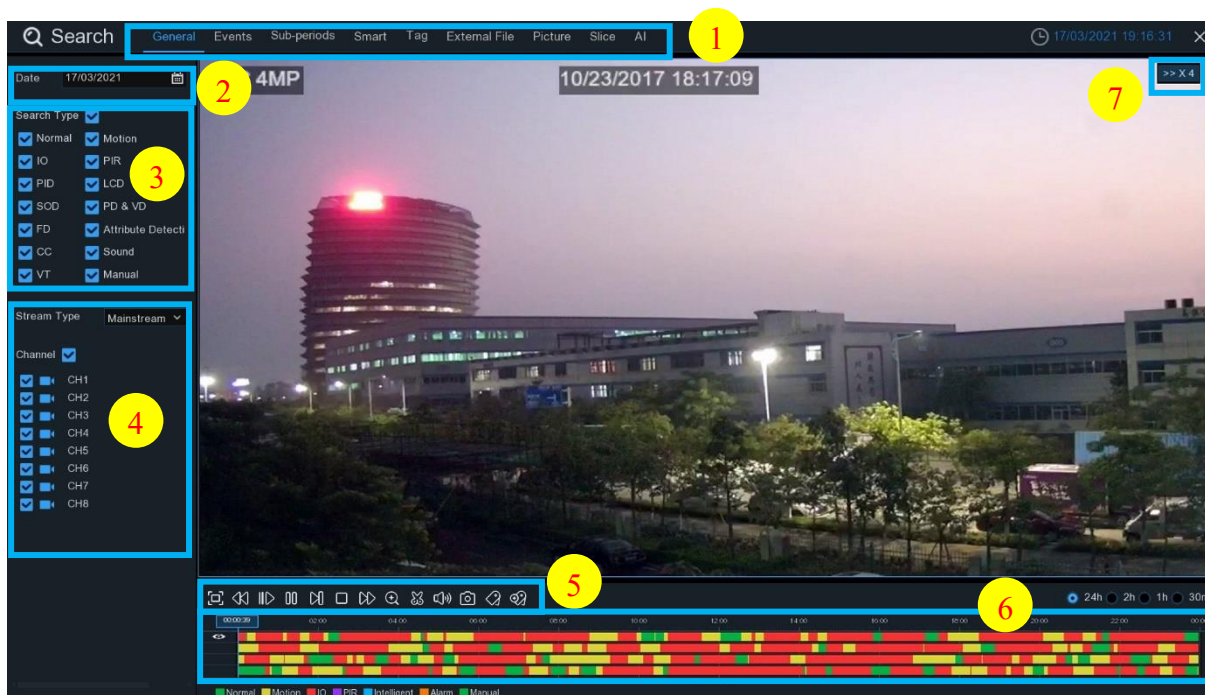 Search General Events Sub-periods Smart Tag External File Picture Slice AI 1 17/03/2021 19:16:31
Date 17/03/2021 2
4MP 10/23/2017 18:17:09 >> X 4
7
Search Type
Normal Motion
IO PIR
3
PID LCD
SOD PD & VD
FD Attribute Detecti
CC Sound
VT Manual
Stream Type Mainstream
Channel
CH1
CH2
CH3
CH4
4
CH5
CH6
CH7
CH8
5
6
24h 2h 1h 30m
00:00:39 02:00 04:00 06:00 08:00 10:00 12:00 14:00 16:00 18:00 20:00 22:00 00:00
Normal Motion IO PIR Intelligent Alarm Manual